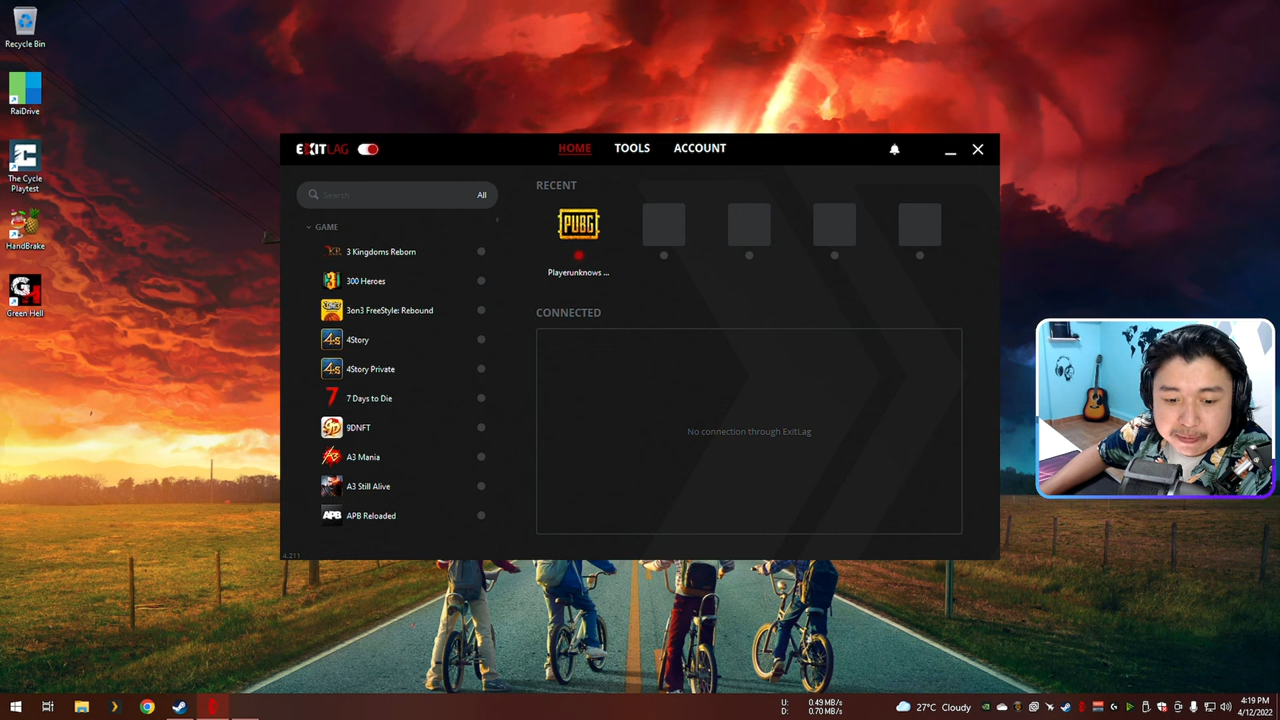 Recycle Bin
RaiDrive
The Cycle
Playtest
HandBrake
Green Hell
EXITLAG
HOME
TOOLS
ACCOUNT
Search
All
GAME
3 Kingdoms Reborn
300 Heroes
3on3 FreeStyle: Rebound
4Story
4Story Private
7 Days to Die
9DNFT
A3 Mania
A3 Still Alive
APB Reloaded
4.211
RECENT
PUBG
Playerunknows ...
CONNECTED
No connection through ExitLag
U: 0.49 MB/s
D: 0.70 MB/s
27°C Cloudy
4:19 PM
4/12/2022